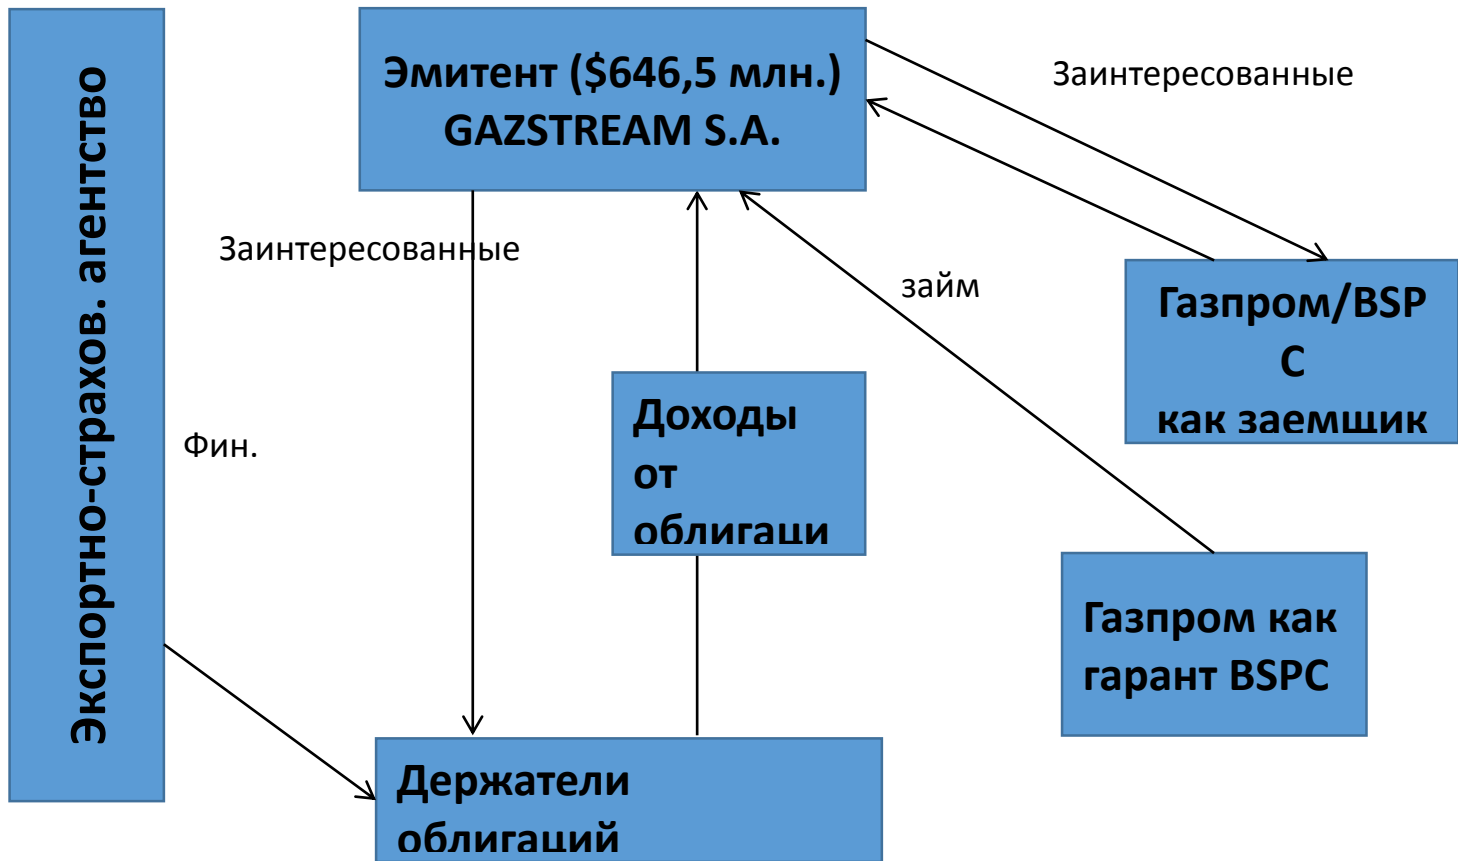 Экспортно-страхов. агентство
Эмитент ($646,5 млн.)
GAZSTREAM S.A.
Заинтересованные
Заинтересованные
займ
Газпром/BSP
C
как заемщик
Доходы
от
облигаци
Фин.
Газпром как
гарант BSPC
Держатели
облигаций